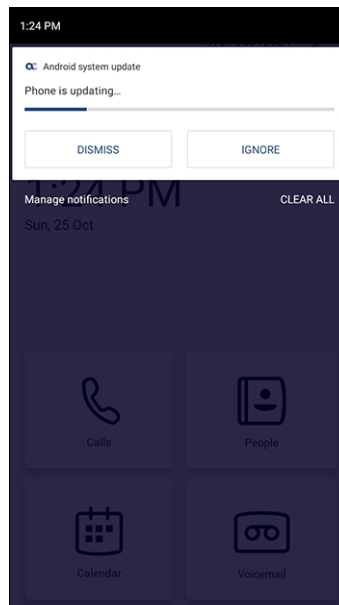 1:24 PM
Android system update
Phone is updating…
DISMISS IGNORE
1:24 PM
Manage notifications CLEAR ALL
Sun, 25 Oct
Calls People
Calendar Voicemail